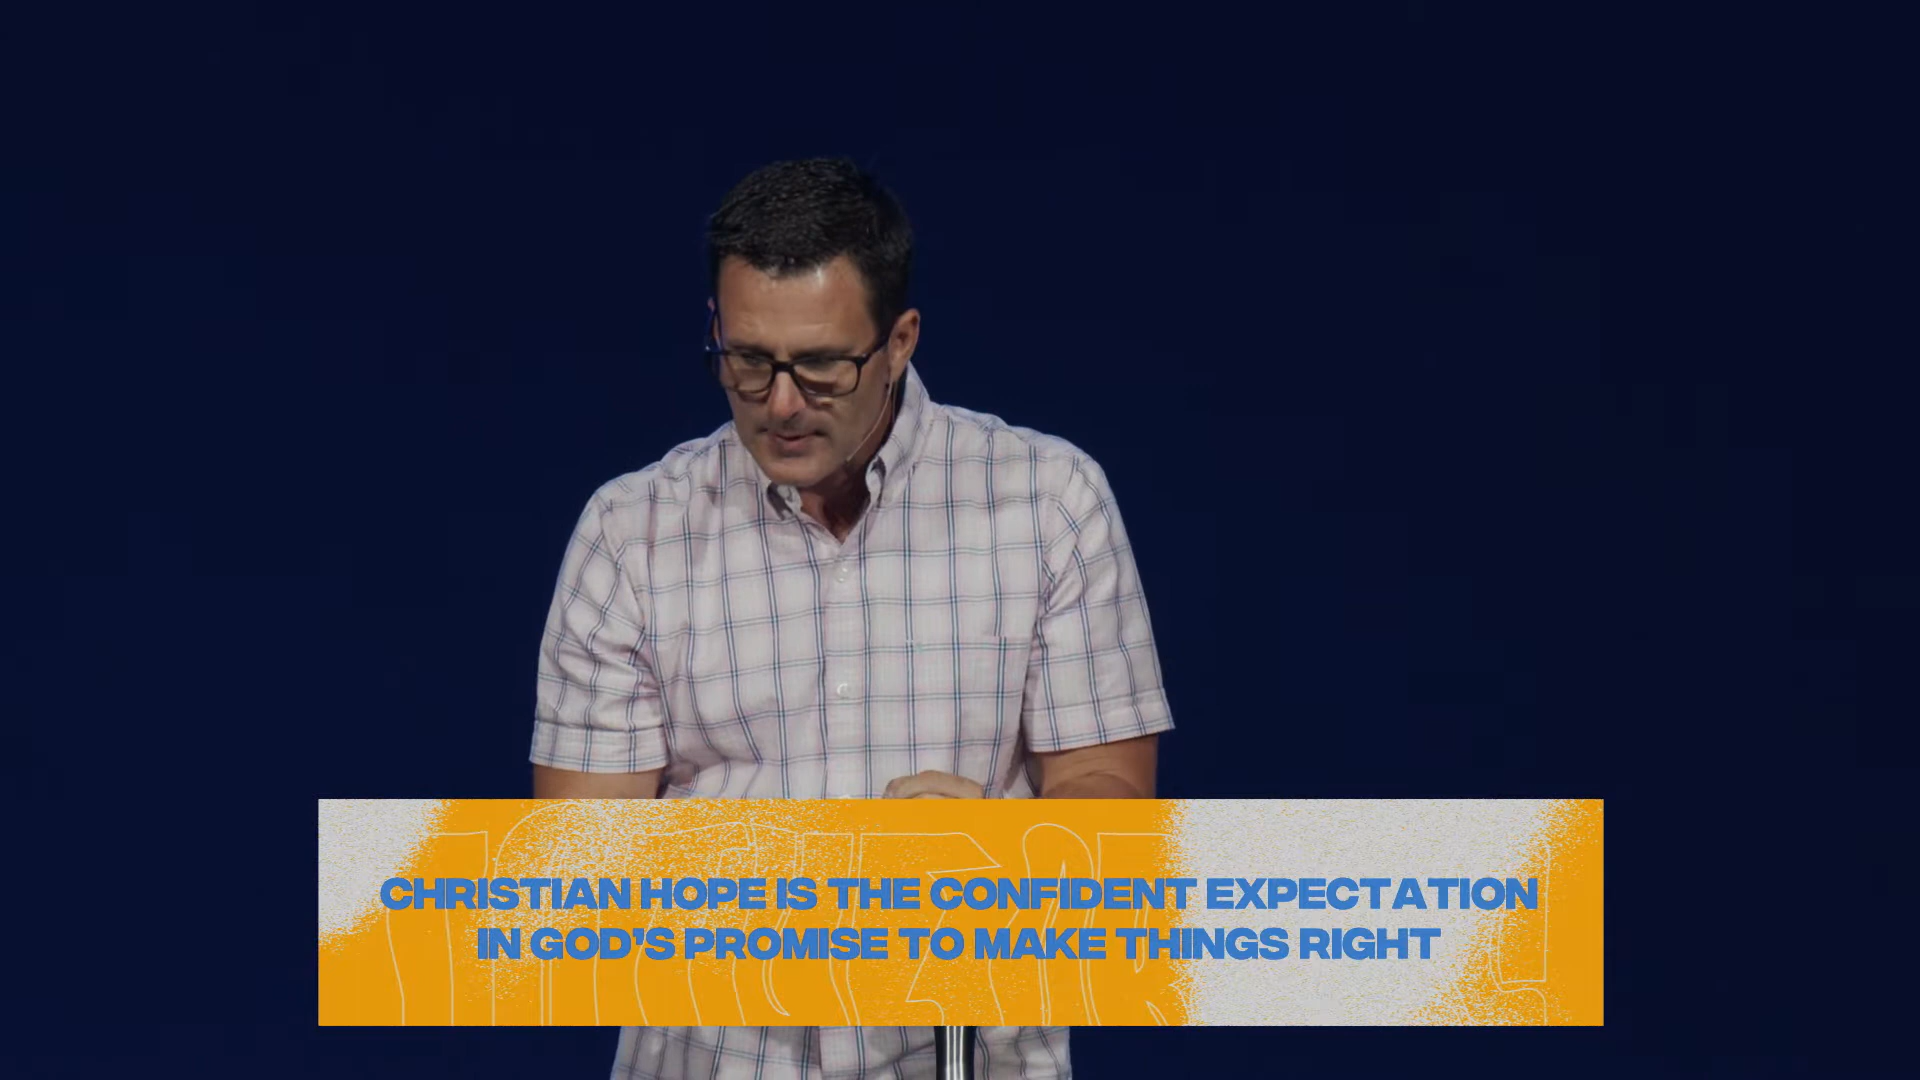 CHRISTIAN HOPE IS THE CONFIDENT EXPECTATION
IN GOD'S PROMISE TO MAKE THINGS RIGHT